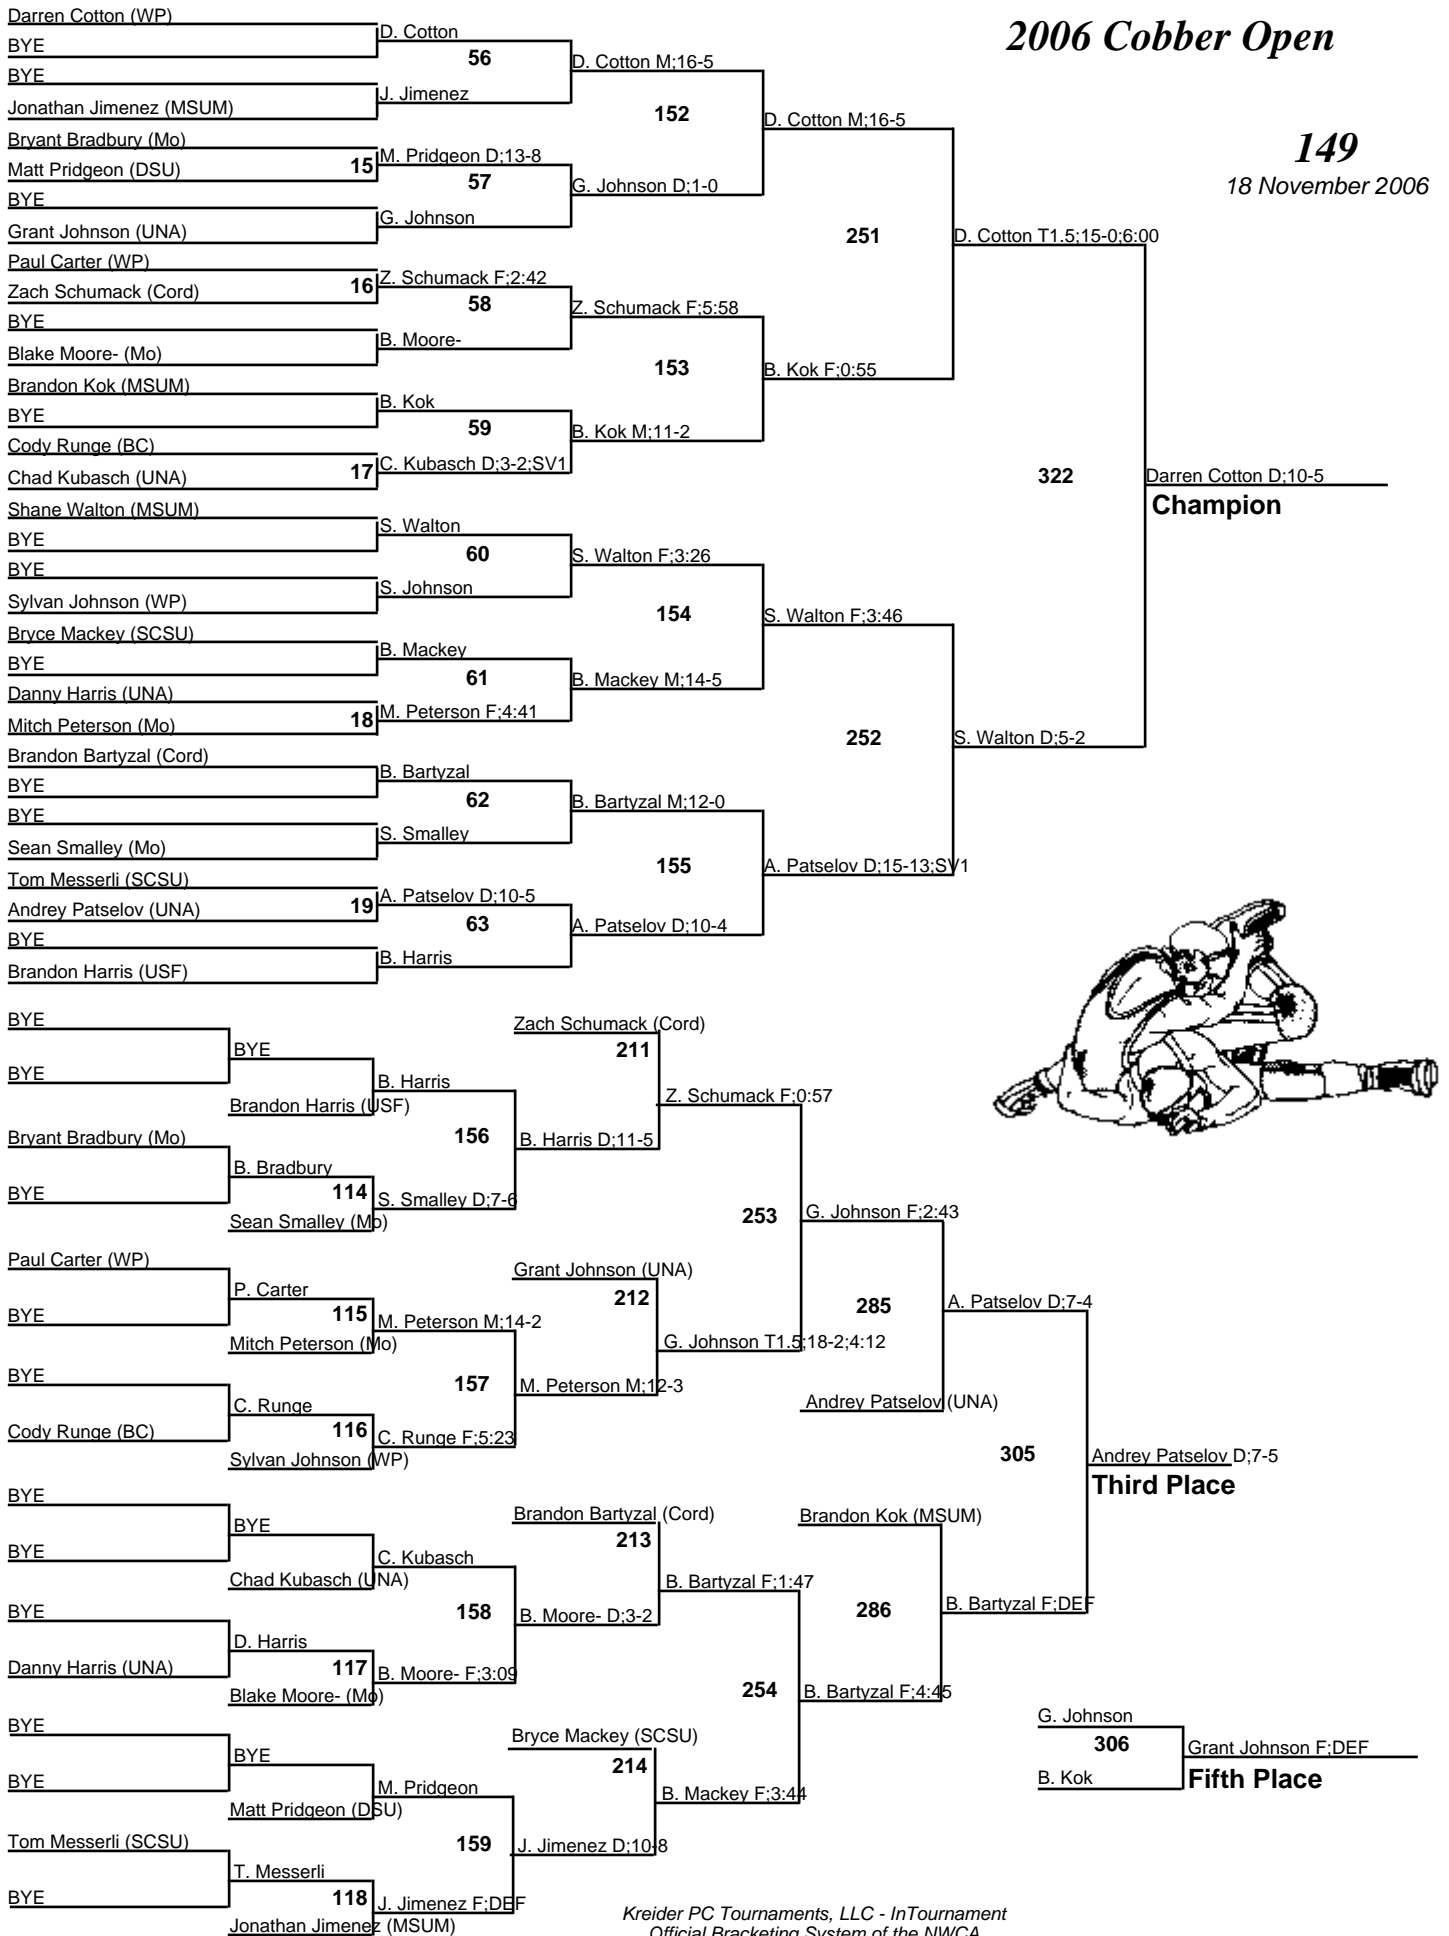 2006 Cobber Open
149
18 November 2006
Darren Cotton (WP)
BYE
BYE
Jonathan Jimenez (MSUM)
Bryant Bradbury (Mo)
Matt Pridgeon (DSU)
BYE
Grant Johnson (UNA)
Paul Carter (WP)
Zach Schumack (Cord)
BYE
Blake Moore- (Mo)
Brandon Kok (MSUM)
BYE
Cody Runge (BC)
Chad Kubasch (UNA)
Shane Walton (MSUM)
BYE
BYE
Sylvan Johnson (WP)
Bryce Mackey (SCSU)
BYE
Danny Harris (UNA)
Mitch Peterson (Mo)
Brandon Bartyzal (Cord)
BYE
BYE
Sean Smalley (Mo)
Tom Messerli (SCSU)
Andrey Patselov (UNA)
BYE
Brandon Harris (USF)
15
16
17
18
19
D. Cotton
56
J. Jimenez
M. Pridgeon D;13-8
57
G. Johnson
Z. Schumack F;2:42
58
B. Moore-
B. Kok
59
C. Kubasch D;3-2;SV1
S. Walton
60
S. Johnson
B. Mackey
61
M. Peterson F;4:41
B. Bartyzal
62
S. Smalley
A. Patselov D;10-5
63
B. Harris
D. Cotton M;16-5
152
G. Johnson D;1-0
Z. Schumack F;5:58
153
B. Kok M;11-2
S. Walton F;3:26
154
B. Mackey M;14-5
B. Bartyzal M;12-0
155
A. Patselov D;10-4
D. Cotton M;16-5
251
B. Kok F;0:55
S. Walton F;3:46
252
A. Patselov D;15-13;SV1
D. Cotton T1.5;15-0;6:00
322
S. Walton D;5-2
Darren Cotton D;10-5
Champion
BYE
BYE
Bryant Bradbury (Mo)
BYE
Paul Carter (WP)
BYE
BYE
Cody Runge (BC)
BYE
BYE
BYE
Danny Harris (UNA)
BYE
BYE
Tom Messerli (SCSU)
BYE
BYE
Brandon Harris (USF)
B. Bradbury
114
Sean Smalley (Mo)
P. Carter
115
Mitch Peterson (Mo)
C. Runge
116
Sylvan Johnson (WP)
BYE
Chad Kubasch (UNA)
D. Harris
117
Blake Moore- (Mo)
BYE
Matt Pridgeon (DSU)
T. Messerli
118
Jonathan Jimenez (MSUM)
B. Harris
156
S. Smalley D;7-6
M. Peterson M;14-2
157
C. Runge F;5:23
C. Kubasch
158
B. Moore- F;3:09
M. Pridgeon
159
J. Jimenez F;DEF
Zach Schumack (Cord)
211
B. Harris D;11-5
Grant Johnson (UNA)
212
M. Peterson M;12-3
Brandon Bartyzal (Cord)
213
B. Moore- D;3-2
Bryce Mackey (SCSU)
214
J. Jimenez D;10-8
Z. Schumack F;0:57
253
G. Johnson T1.5;18-2;4:12
B. Bartyzal F;1:47
254
B. Mackey F;3:44
G. Johnson F;2:43
285
Andrey Patselov (UNA)
Brandon Kok (MSUM)
286
B. Bartyzal F;4:45
A. Patselov D;7-4
305
B. Bartyzal F;DEF
Andrey Patselov D;7-5
Third Place
G. Johnson
306
B. Kok
Grant Johnson F;DEF
Fifth Place
Kreider PC Tournaments, LLC - InTournament
Official Bracketing System of the NWCA